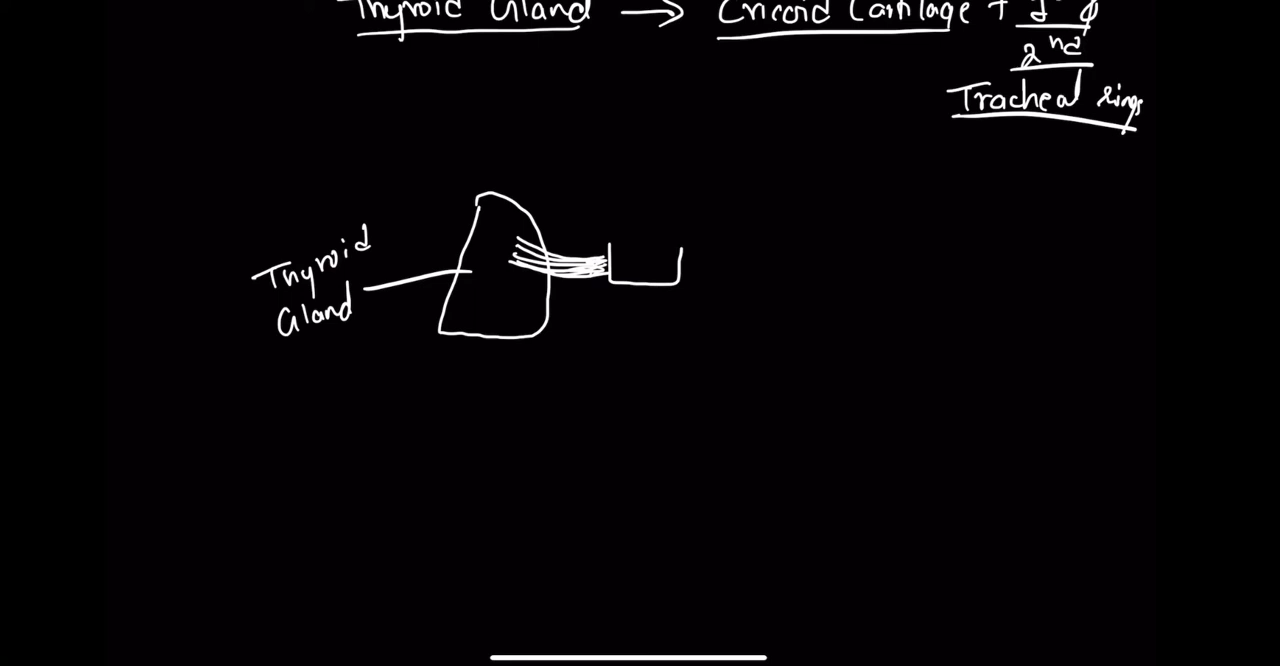 Thyroid Gland → Cricoid Cartilage +
2nd
Tracheal rings
Thyroid
Gland